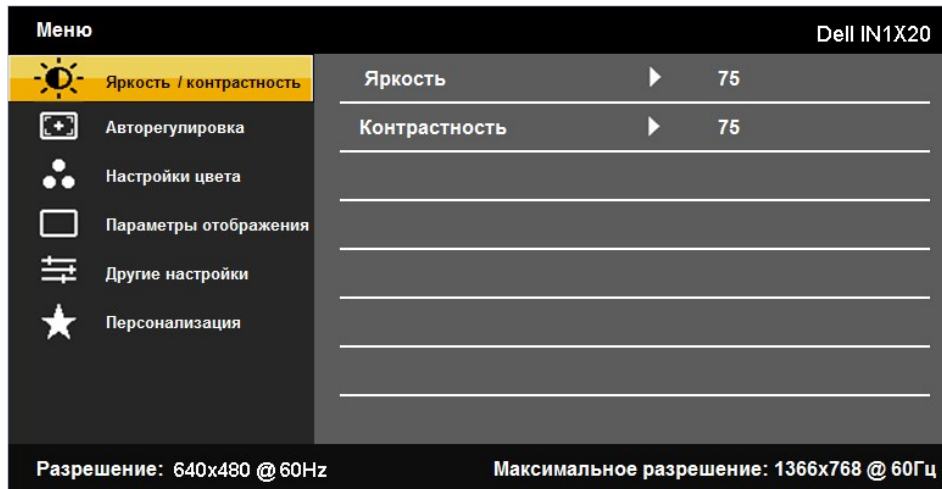 Меню Dell IN1X20
Яркость / контрастность Яркость 75
Авторегулировка Контрастность 75
Настройки цвета
Параметры отображения
Другие настройки
Персонализация
Разрешение: 640x480 @ 60Hz Максимальное разрешение: 1366x768 @ 60Гц